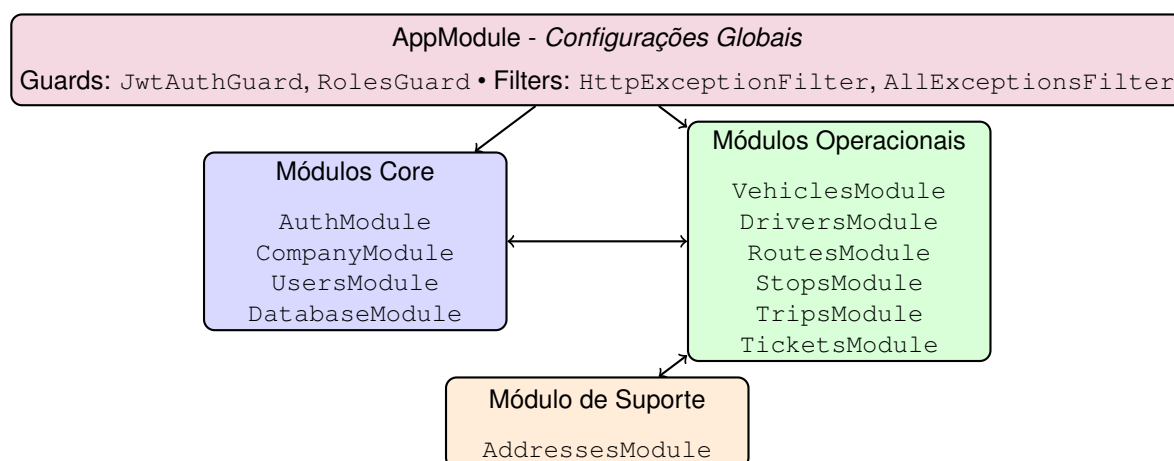 AppModule - Configurações Globais
Guards: JwtAuthGuard, RolesGuard • Filters: HttpExceptionFilter, AllExceptionsFilter
Módulos Core
AuthModule
CompanyModule
UsersModule
DatabaseModule
Módulos Operacionais
VehiclesModule
DriversModule
RoutesModule
StopsModule
TripsModule
TicketsModule
Módulo de Suporte
AddressesModule